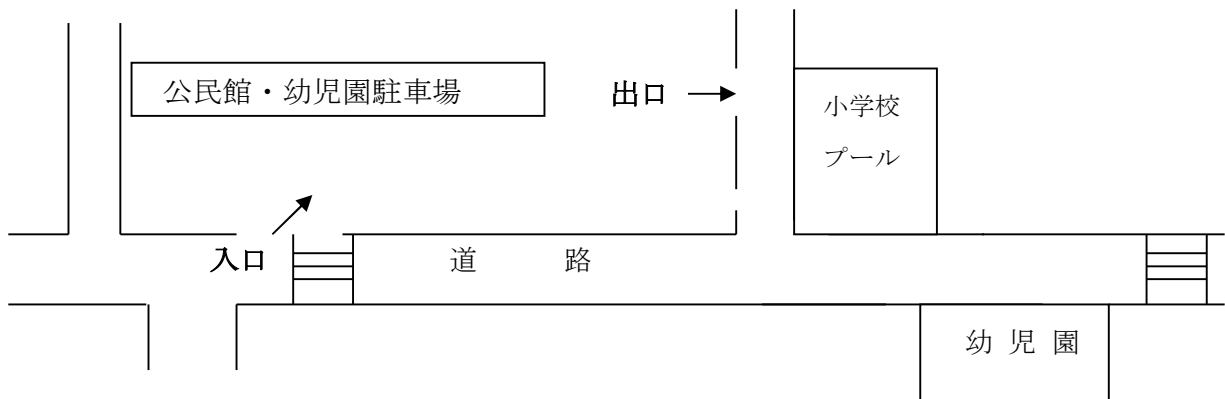 公民館・幼児園駐車場
出口
小学校
プール
入口
道 路
幼 児 園